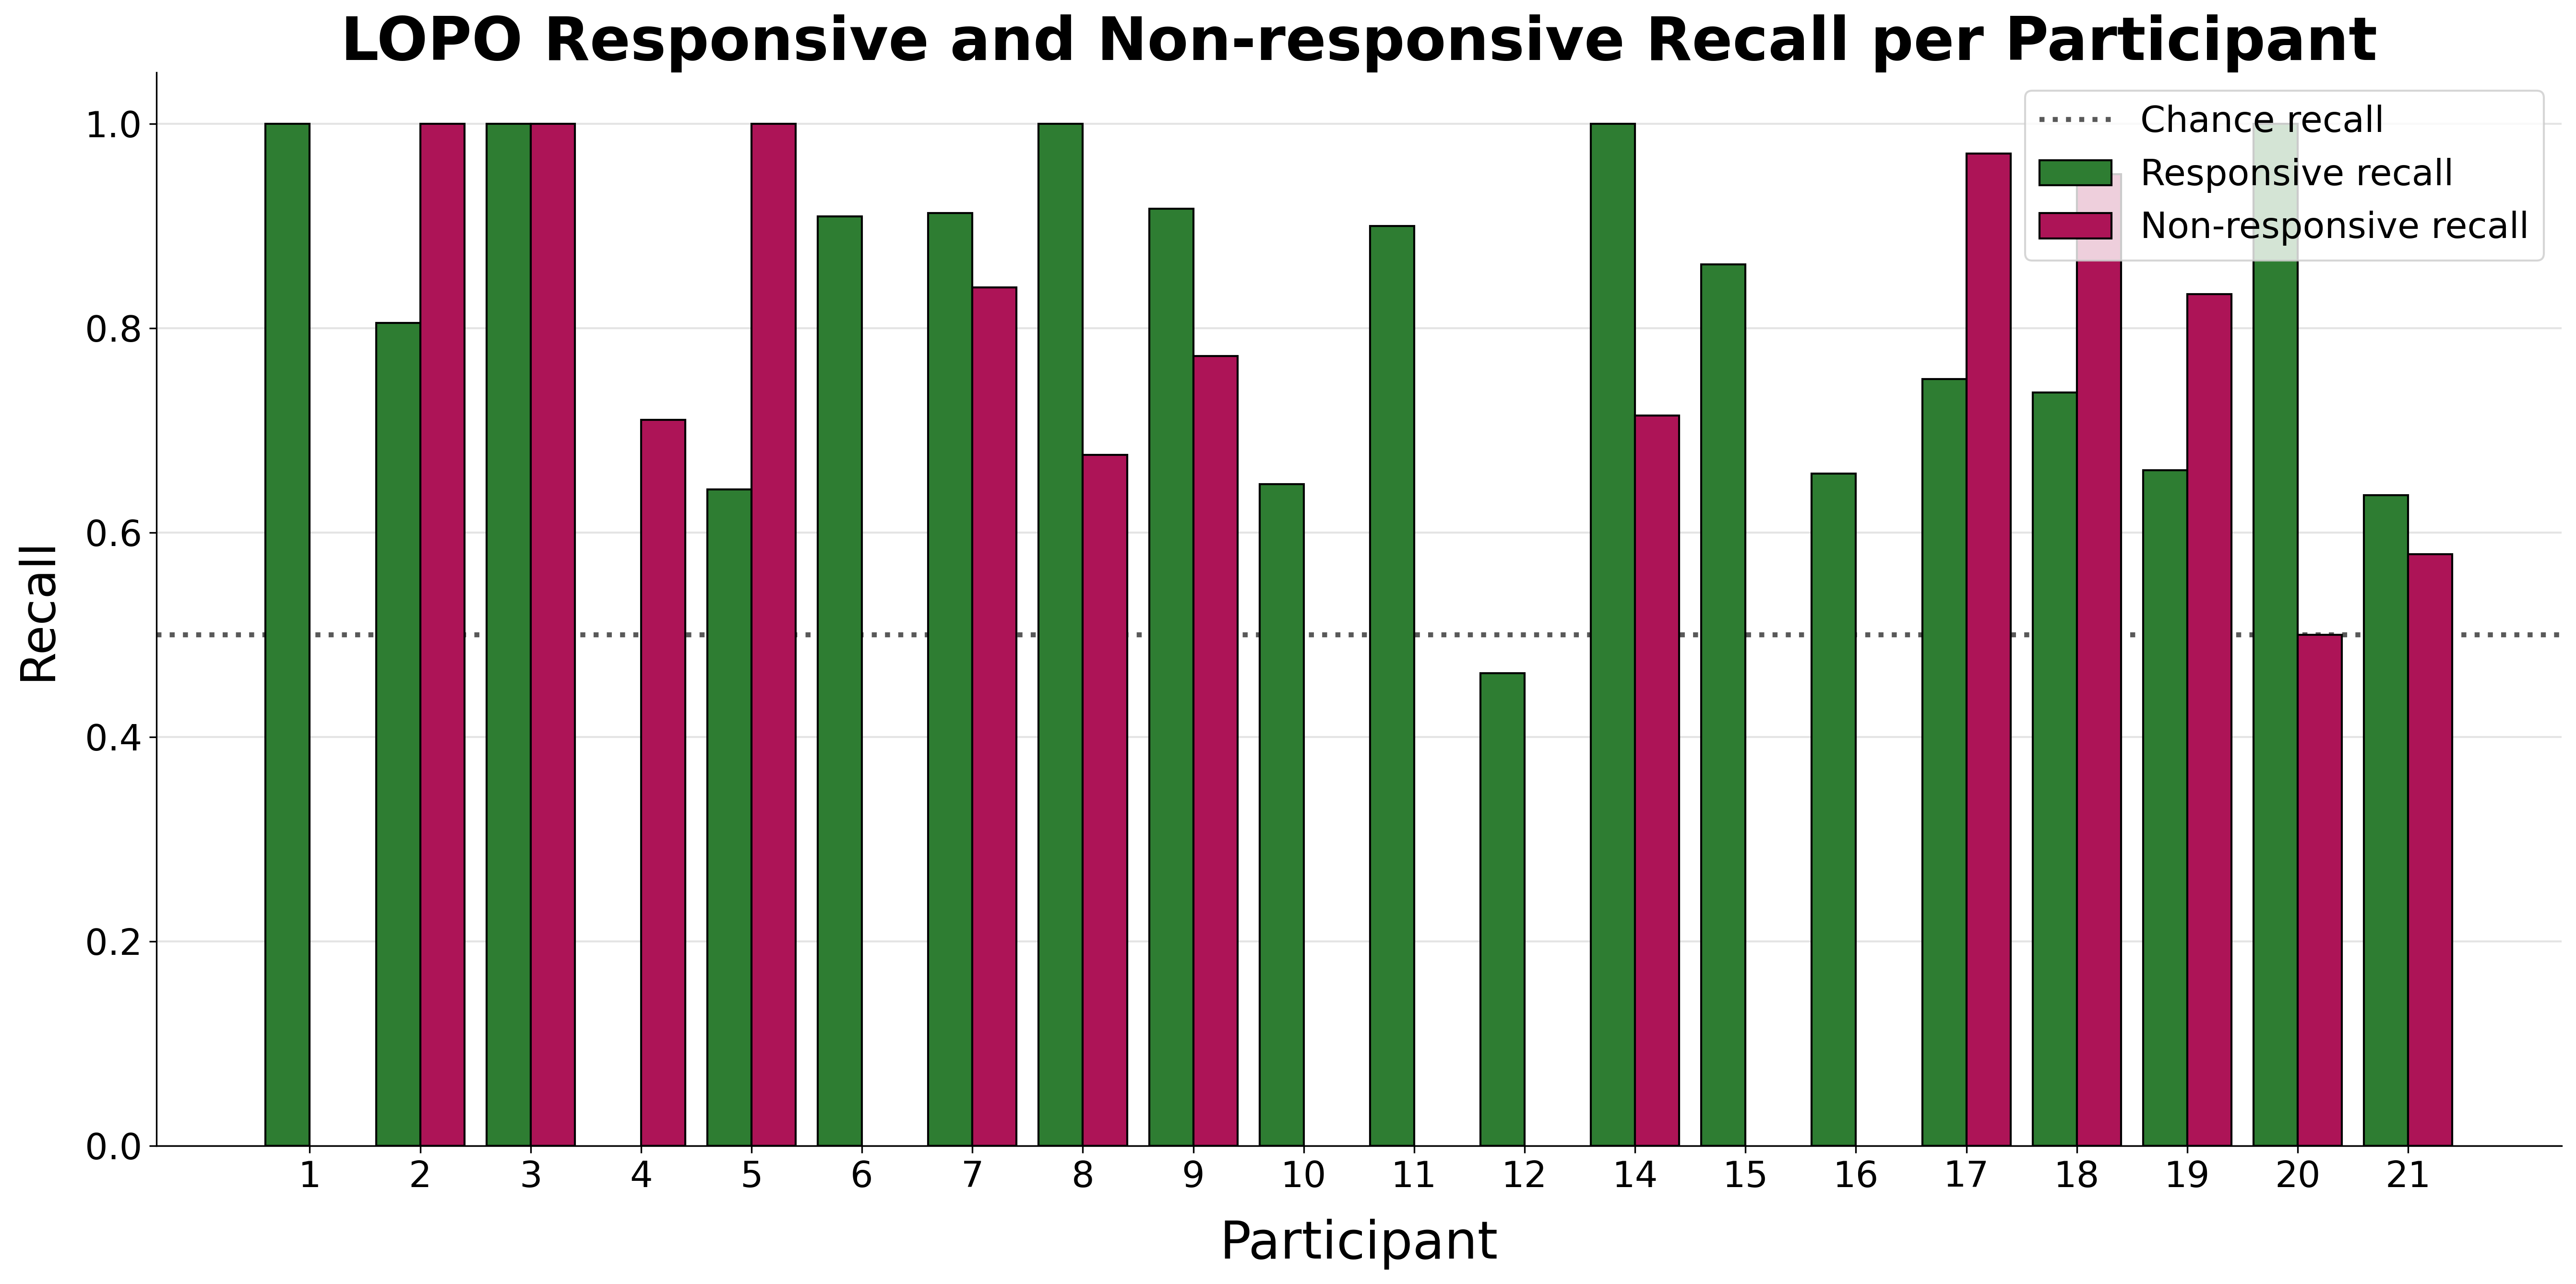 LOPO Responsive and Non-responsive Recall per Participant
Chance recall
Responsive recall
Non-responsive recall
1.0
0.8
0.6
0.4
0.2
0.0
Recall
1 2 3 4 5 6 7 8 9 10 11 12 14 15 16 17 18 19 20 21
Participant